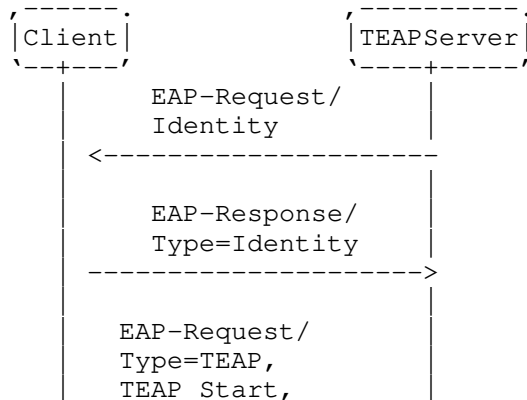 ,------.                ,----------.
|Client|                |TEAPServer|
`--+---'                `----+-----'
   |      EAP-Request/       |
   |      Identity           |
   | <---------------------
   |                         |
   |      EAP-Response/      |
   |      Type=Identity      |
   | --------------------->
   |                         |
   |    EAP-Request/         |
   |    Type=TEAP,           |
   |    TEAP Start,          |